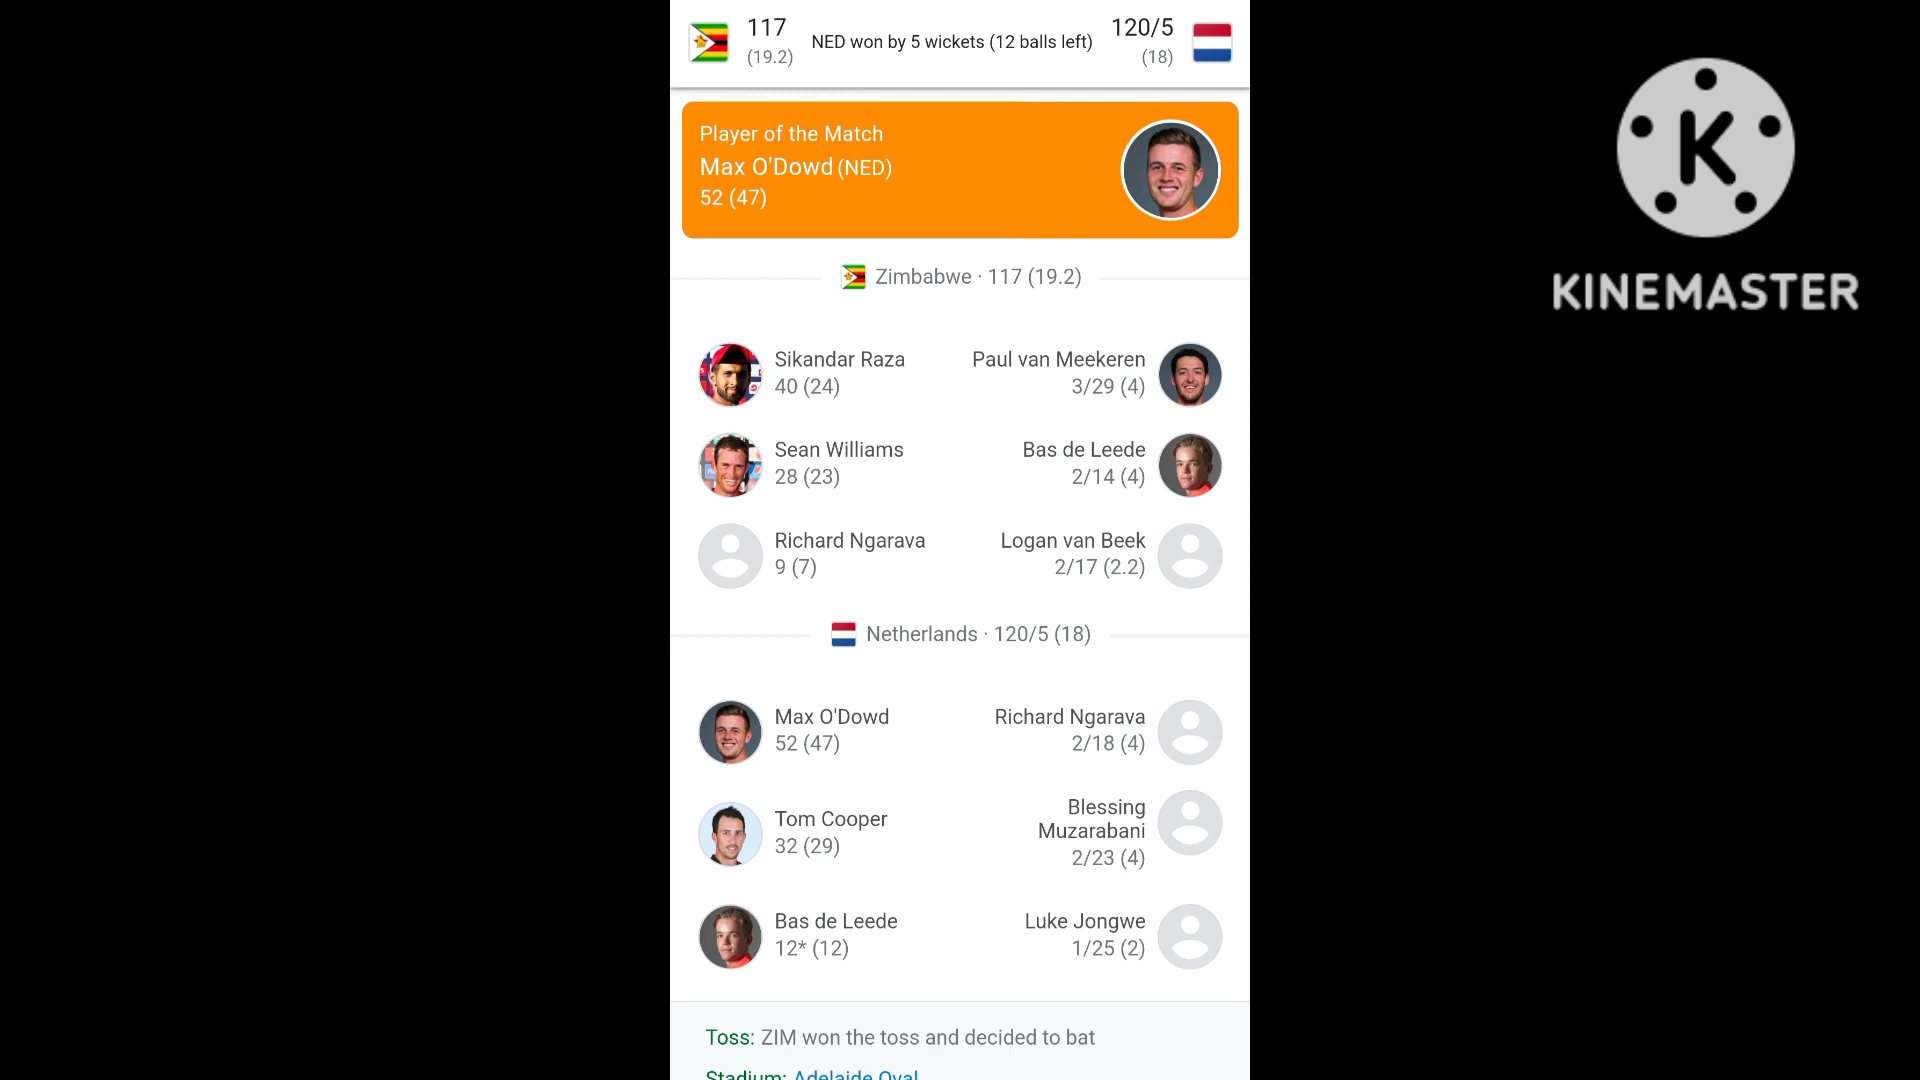 117
(19.2)
NED won by 5 wickets (12 balls left)
120/5
(18)
Player of the Match
Max O'Dowd (NED)
52 (47)
K
KINEMASTER
Zimbabwe · 117 (19.2)
Sikandar Raza
40 (24)
Paul van Meekeren
3/29 (4)
Sean Williams
28 (23)
Bas de Leede
2/14 (4)
Richard Ngarava
9 (7)
Logan van Beek
2/17 (2.2)
Netherlands · 120/5 (18)
Max O'Dowd
52 (47)
Richard Ngarava
2/18 (4)
Tom Cooper
32 (29)
Blessing
Muzarabani
2/23 (4)
Bas de Leede
12* (12)
Luke Jongwe
1/25 (2)
Toss: ZIM won the toss and decided to bat
Stadium: Adelaide Oval